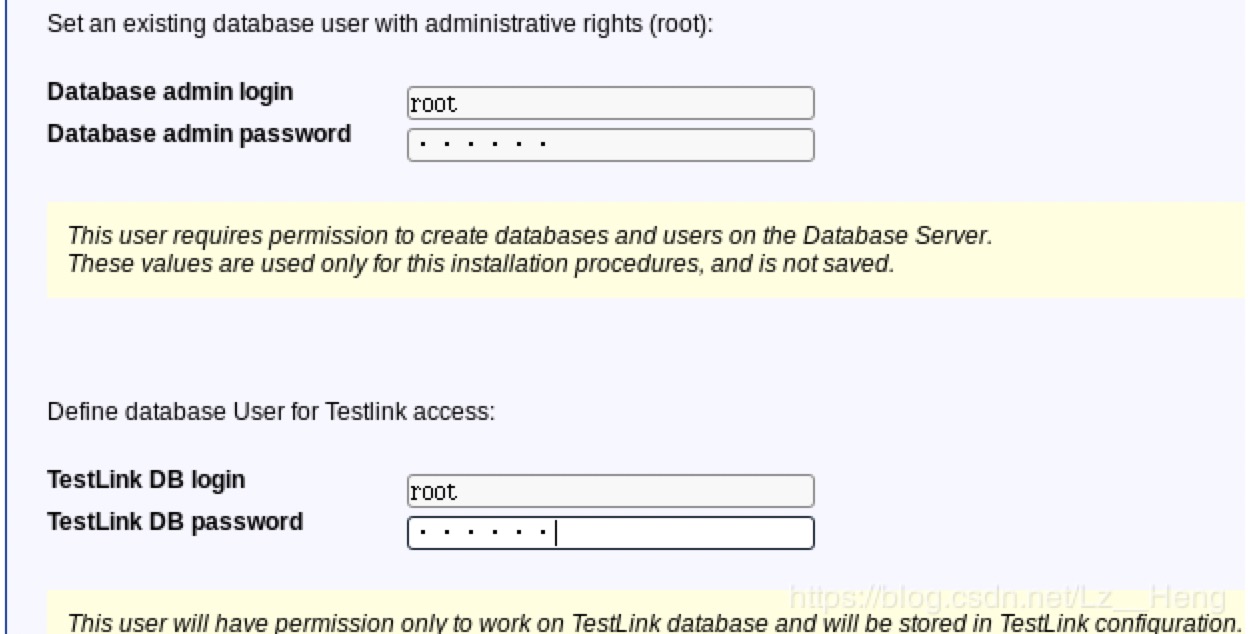 Set an existing database user with administrative rights (root):
Database admin login
root
Database admin password
······
This user requires permission to create databases and users on the Database Server.
These values are used only for this installation procedures, and is not saved.
Define database User for Testlink access:
TestLink DB login
root
TestLink DB password
······
https://blog.csdn.net/Lz__Heng
This user will have permission only to work on TestLink database and will be stored in TestLink configuration.